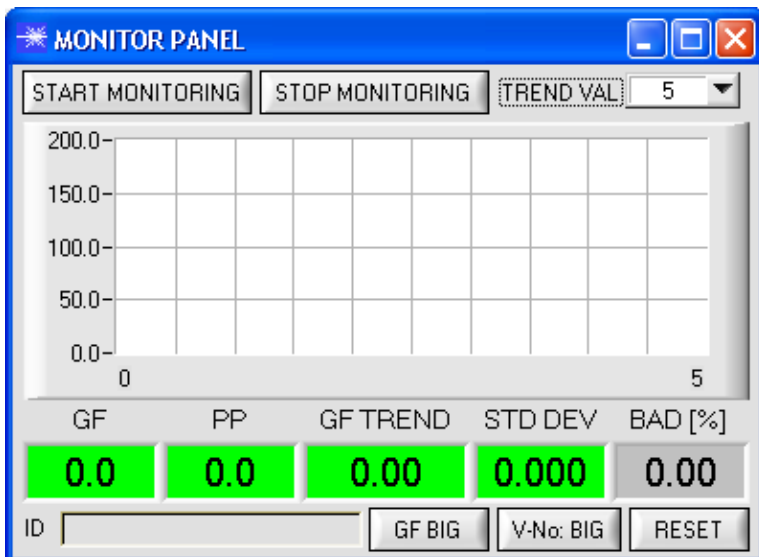 MONITOR PANEL
START MONITORING STOP MONITORING TREND VAL 5
200.0
150.0
100.0
50.0
0.0
0 5
GF PP GF TREND STD DEV BAD [%]
0.0 0.0 0.00 0.000 0.00
ID GF BIG V-No: BIG RESET